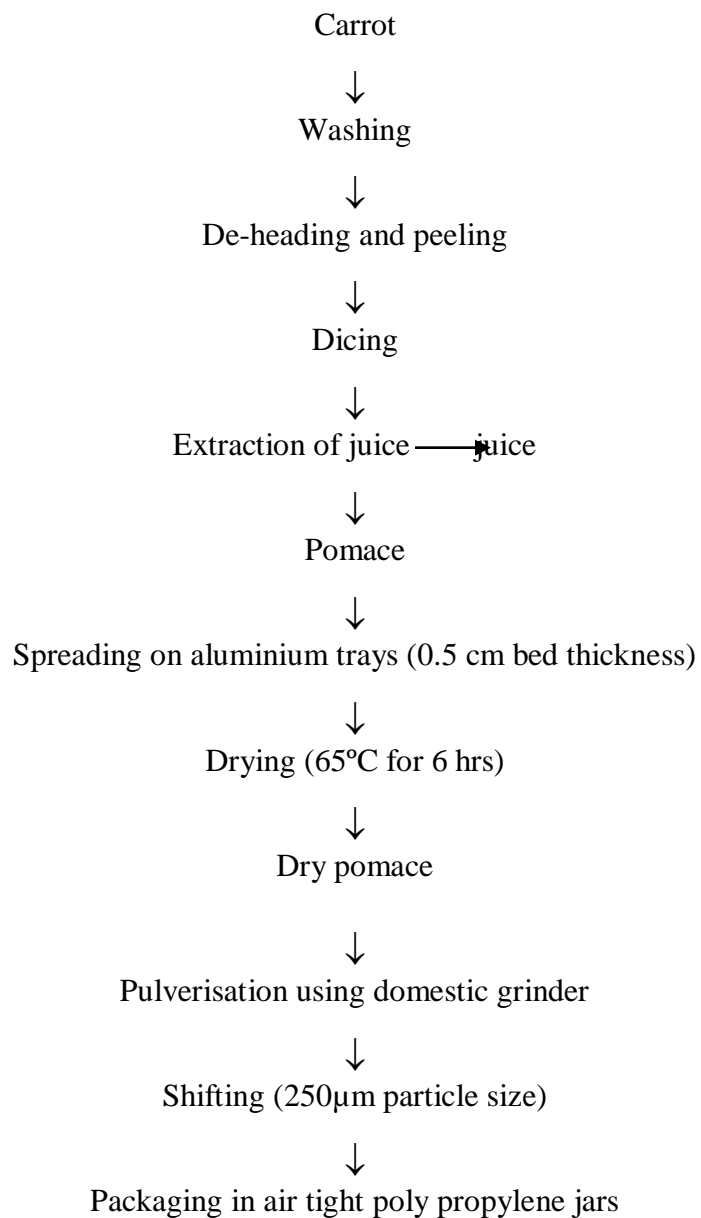 Carrot
↓
Washing
↓
De-heading and peeling
↓
Dicing
↓
Extraction of juice → juice
↓
Pomace
↓
Spreading on aluminium trays (0.5 cm bed thickness)
↓
Drying (65ºC for 6 hrs)
↓
Dry pomace
↓
Pulverisation using domestic grinder
↓
Shifting (250µm particle size)
↓
Packaging in air tight poly propylene jars